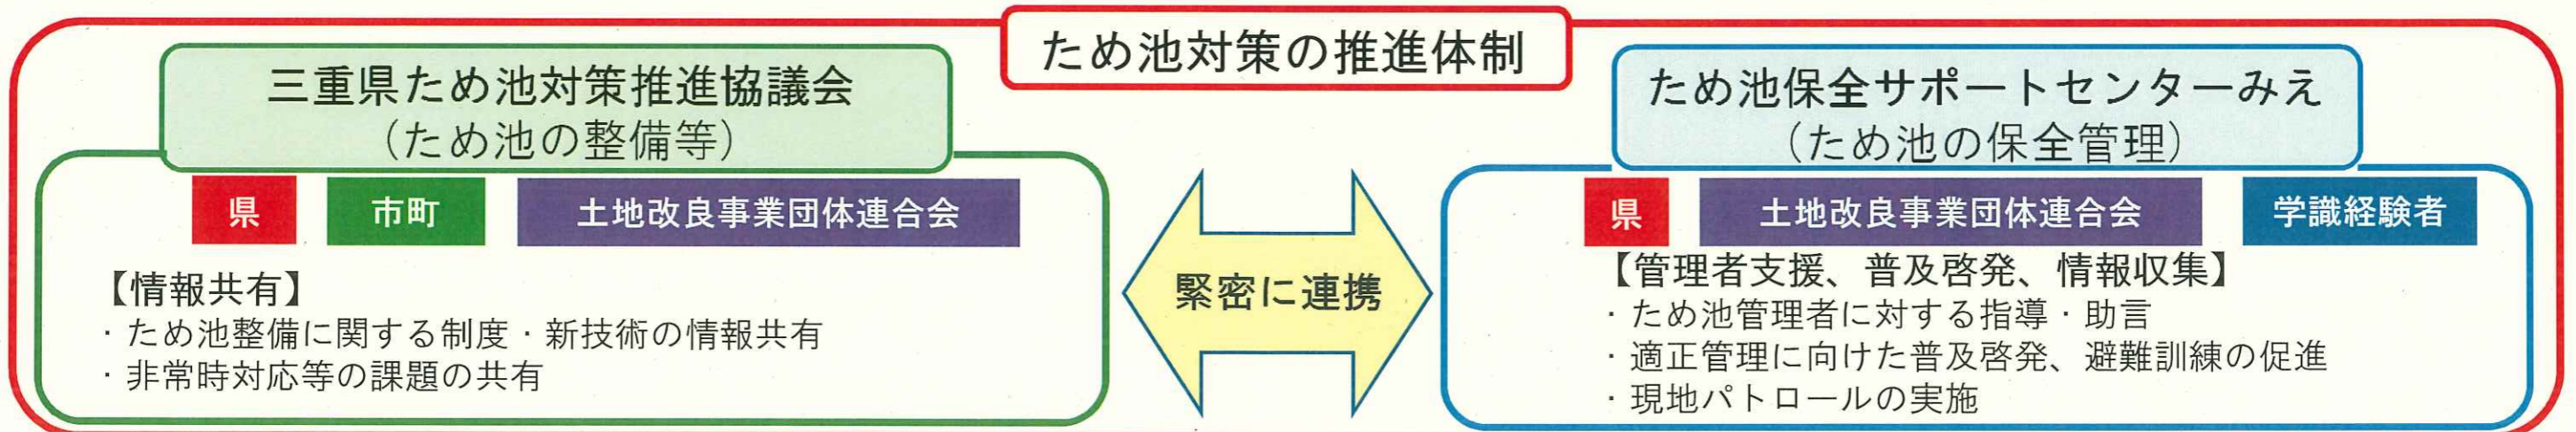 ため池対策の推進体制
三重県ため池対策推進協議会
（ため池の整備等）
県
市町
土地改良事業団体連合会
【情報共有】
・ため池整備に関する制度・新技術の情報共有
・非常時対応等の課題の共有
緊密に連携
ため池保全サポートセンターみえ
（ため池の保全管理）
県
土地改良事業団体連合会
学識経験者
【管理者支援、普及啓発、情報収集】
・ため池管理者に対する指導・助言
・適正管理に向けた普及啓発、避難訓練の促進
・現地パトロールの実施